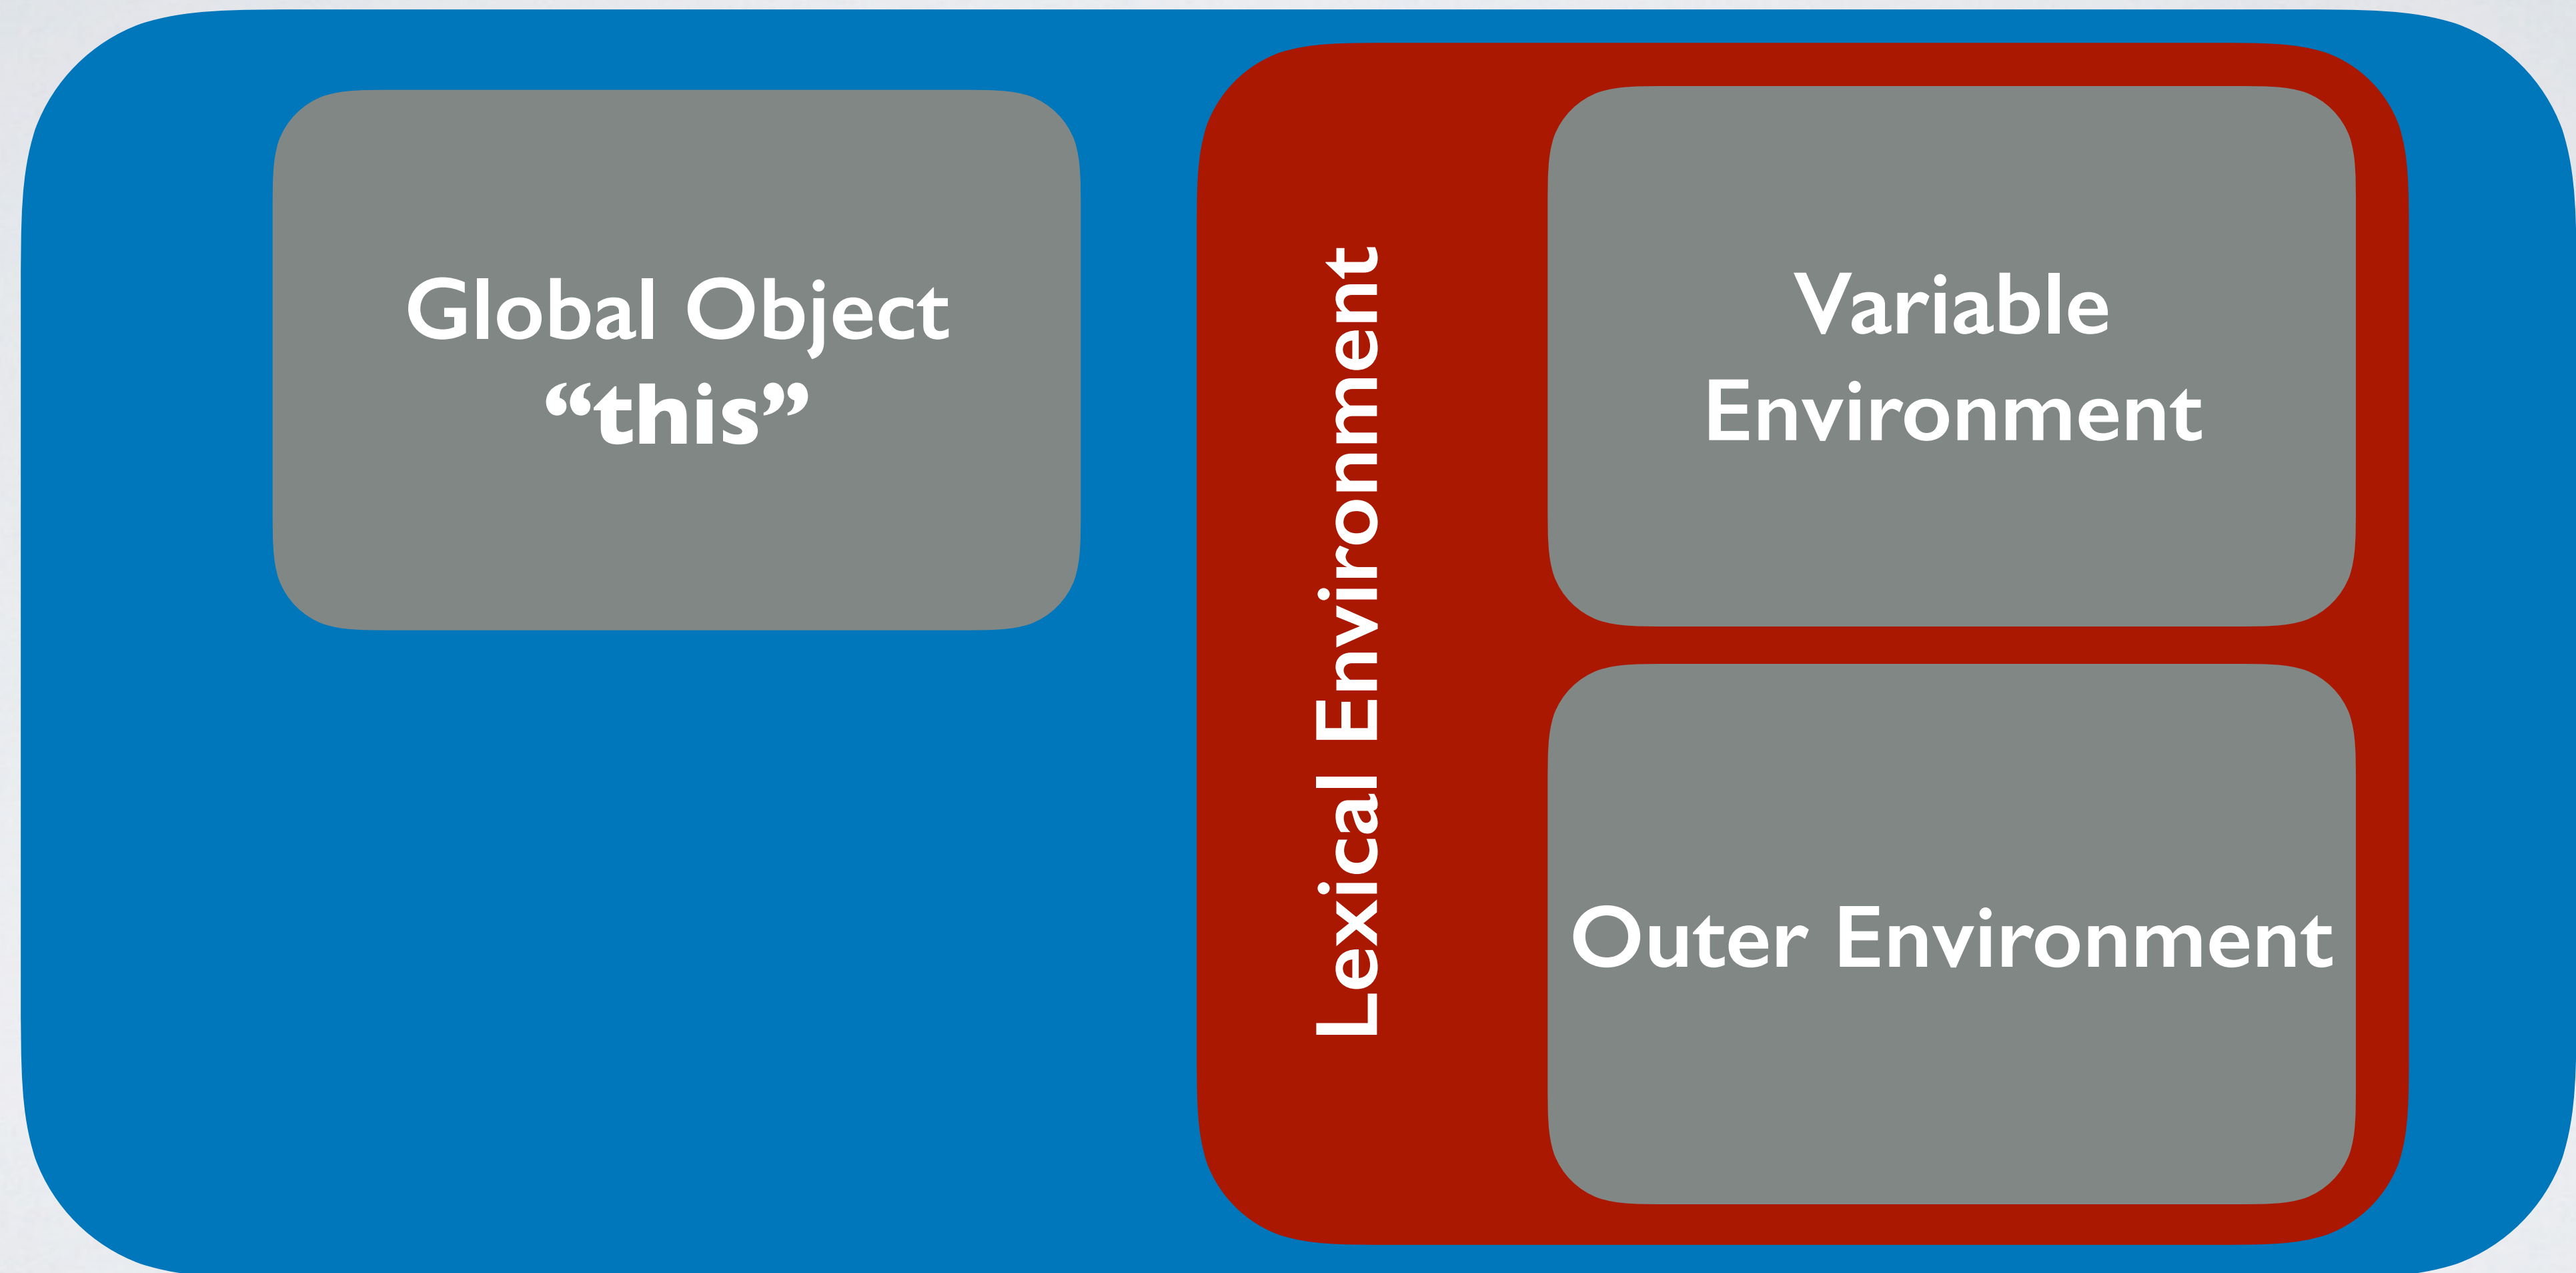 Global Object
“this”
Lexical Environment
Variable
Environment
Outer Environment